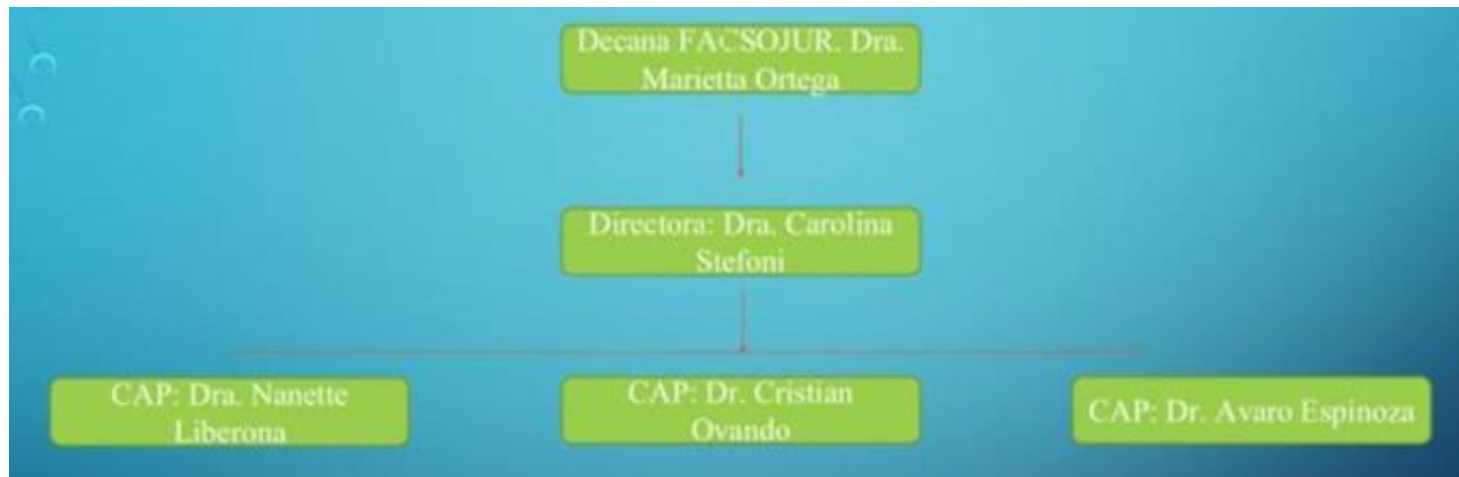 Decana FACSOJUR. Dra.
Marietta Ortega
Directora: Dra. Carolina
Stefoni
CAP: Dra. Nanette
Liberona
CAP: Dr. Cristian
Ovando
CAP: Dr. Avaro Espinoza